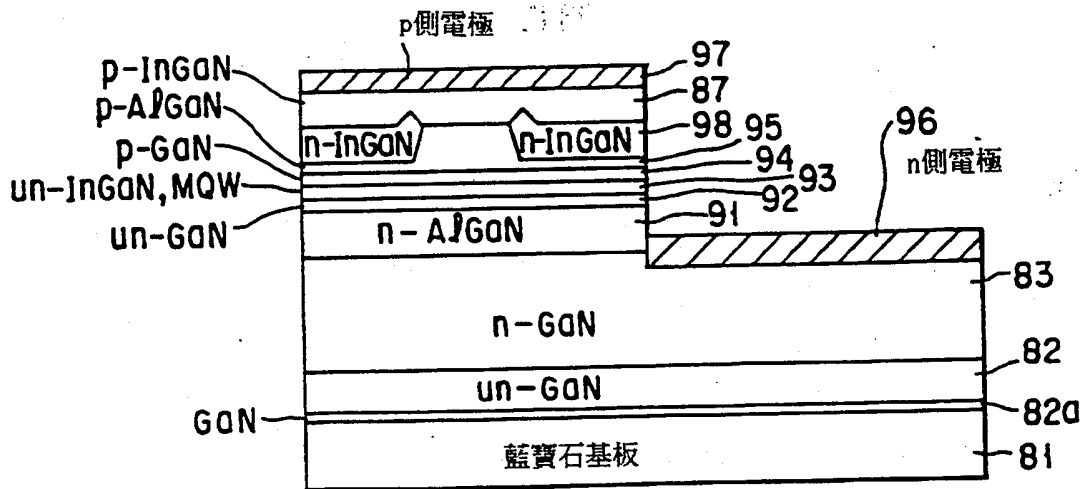 p側電極
p-InGaN
97
87
p-AlGaN
n-InGaN
n-InGaN
98
95
p-GaN
94
un-InGaN,MQW
93
92
un-GaN
n-AlGaN
91
96
n側電極
83
n-GaN
82
un-GaN
82a
GaN
藍寶石基板
81